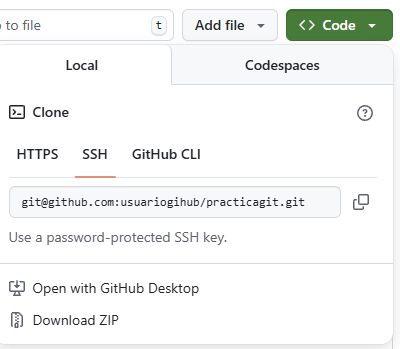 to file t Add file <> Code
Local Codespaces
Clone
HTTPS SSH GitHub CLI
git@github.com:usuariogihub/practicagit.git
Use a password-protected SSH key.
Open with GitHub Desktop
Download ZIP